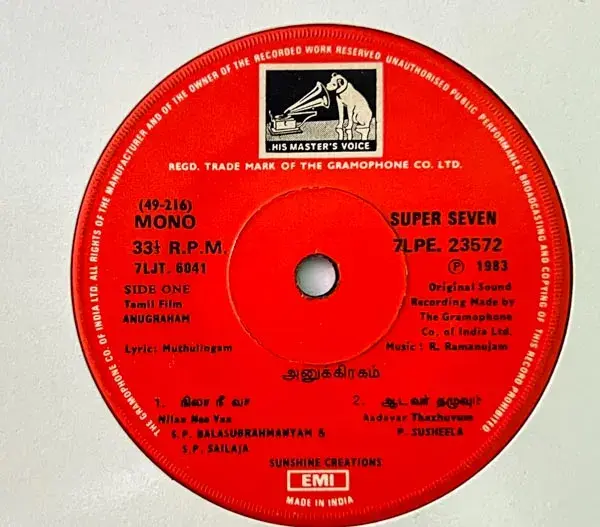 THE GRAMOPHONE CO. OF INDIA LTD. ALL RIGHTS OF THE MANUFACTURER AND OF THE OWNER OF THE RECORDED WORK RESERVED UNAUTHORISED PUBLIC PERFORMANCE, BROADCASTING AND COPYING OF THIS RECORD PROHIBITED
HIS MASTER'S VOICE
REGD. TRADE MARK OF THE GRAMOPHONE CO. LTD.
(49-216)
MONO
33⅓ R.P.M.
7LJT. 6041
SIDE ONE
Tamil Film
ANUGRAHAM
Lyric: Muthulingam
SUPER SEVEN
7LPE. 23572
Ⓟ 1983
Original Sound
Recording Made by
The Gramophone
Co. of India Ltd.
Music: R. Ramanujam
அனுக்கிரகம்
1. நிலா நீ வா
Nilaa Nee Vaa
S.P. BALASUBRAHMANYAM &
S.P. SAILAJA
2. ஆடவர் தழுவும்
Aadavar Thazhuvum
P. SUSHEELA
SUNSHINE CREATIONS
EMI
MADE IN INDIA